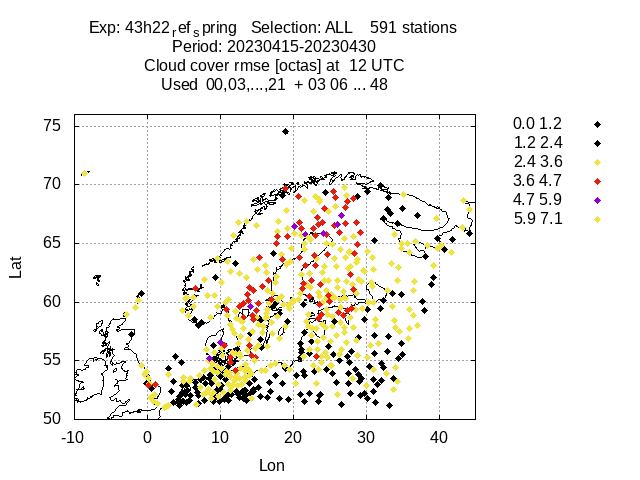 Exp: 43h22refspring Selection: ALL 591 stations
Period: 20230415-20230430
Cloud cover rmse [octas] at 12 UTC
Used 00,03,...,21 + 03 06 ... 48
75
70
65
60
55
50
-10 0 10 20 30 40
Lat
Lon
0.0 1.2
1.2 2.4
2.4 3.6
3.6 4.7
4.7 5.9
5.9 7.1